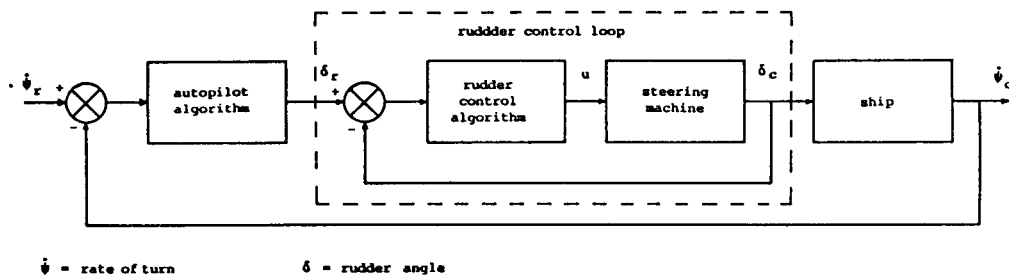 ruddder control loop
ψ̇r
+
-
autopilot
algorithm
δr
+
-
rudder
control
algorithm
u
steering
machine
δc
ship
ψ̇c
ψ̇ = rate of turn
δ = rudder angle